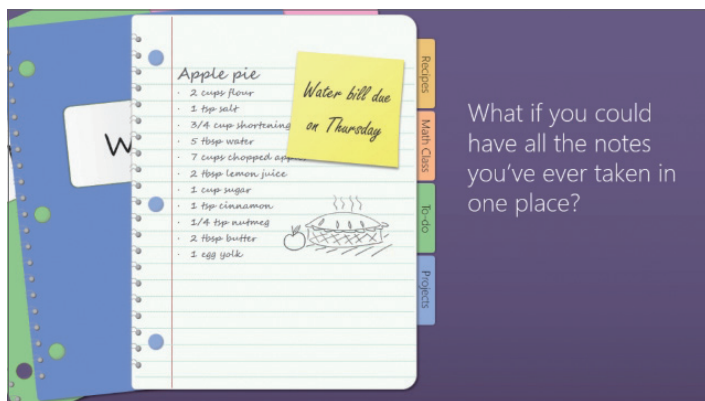 Apple pie
· 2 cups flour
· 1 tsp salt
· 3/4 cup shortening
· 5 tbsp water
· 7 cups chopped
· 2 tbsp lemon juice
· 1 cup sugar
· 1 tsp cinnamon
· 1/4 tsp nutmeg
· 2 tbsp butter
· 1 egg yolk
Water bill due
on Thursday
Recipes
Math Class
To-do
Projects
W
What if you could
have all the notes
you've ever taken in
one place?